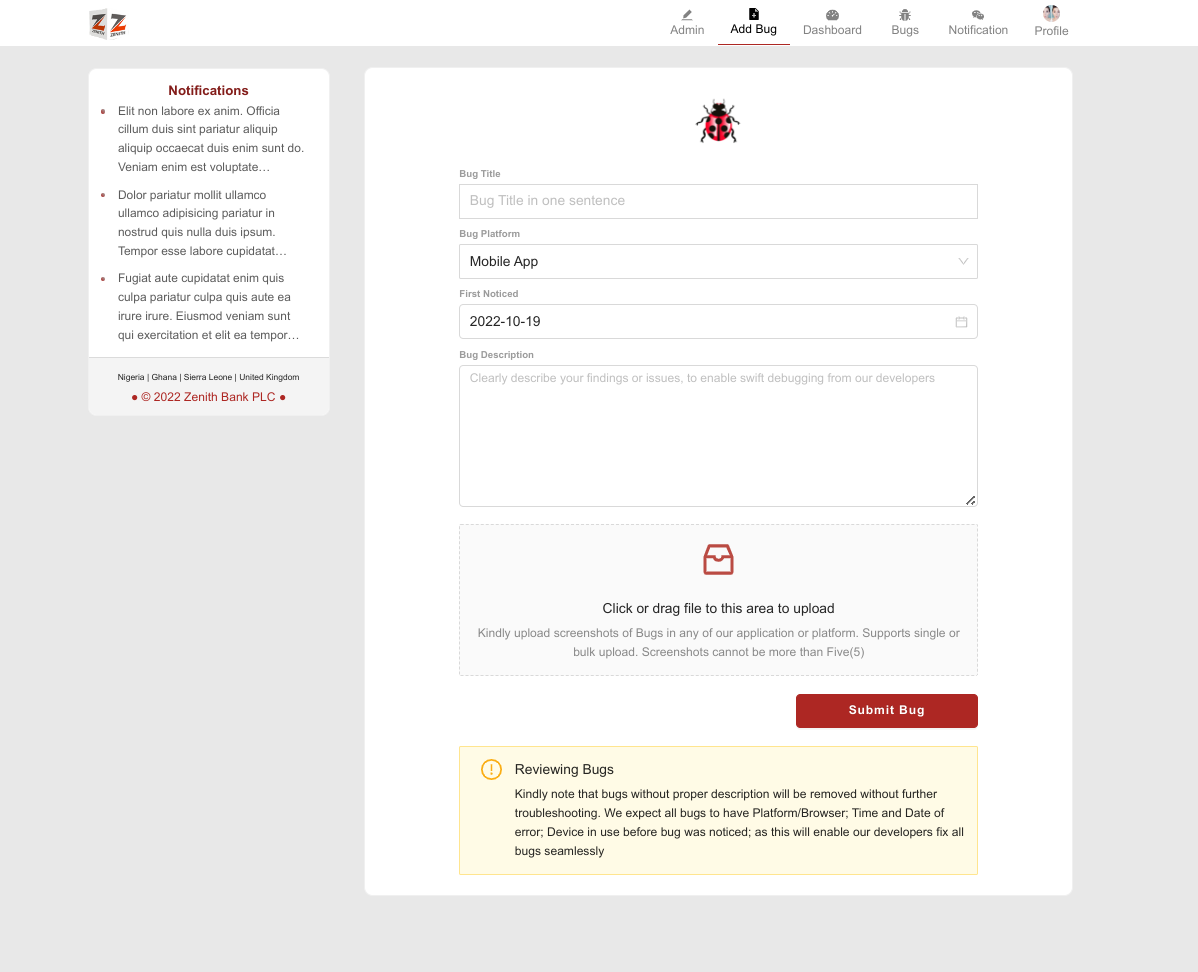 Z Z
ZENITH ZENITH
Admin
Add Bug
Dashboard
Bugs
Notification
Profile
Notifications
Elit non labore ex anim. Officia
cillum duis sint pariatur aliquip
aliquip occaecat duis enim sunt do.
Veniam enim est voluptate…
Dolor pariatur mollit ullamco
ullamco adipisicing pariatur in
nostrud quis nulla duis ipsum.
Tempor esse labore cupidatat…
Fugiat aute cupidatat enim quis
culpa pariatur culpa quis aute ea
irure irure. Eiusmod veniam sunt
qui exercitation et elit ea tempor…
Nigeria | Ghana | Sierra Leone | United Kingdom
● © 2022 Zenith Bank PLC ●
Bug Title
Bug Title in one sentence
Bug Platform
Mobile App
First Noticed
2022-10-19
Bug Description
Clearly describe your findings or issues, to enable swift debugging from our developers
Click or drag file to this area to upload
Kindly upload screenshots of Bugs in any of our application or platform. Supports single or
bulk upload. Screenshots cannot be more than Five(5)
Submit Bug
Reviewing Bugs
Kindly note that bugs without proper description will be removed without further
troubleshooting. We expect all bugs to have Platform/Browser; Time and Date of
error; Device in use before bug was noticed; as this will enable our developers fix all
bugs seamlessly